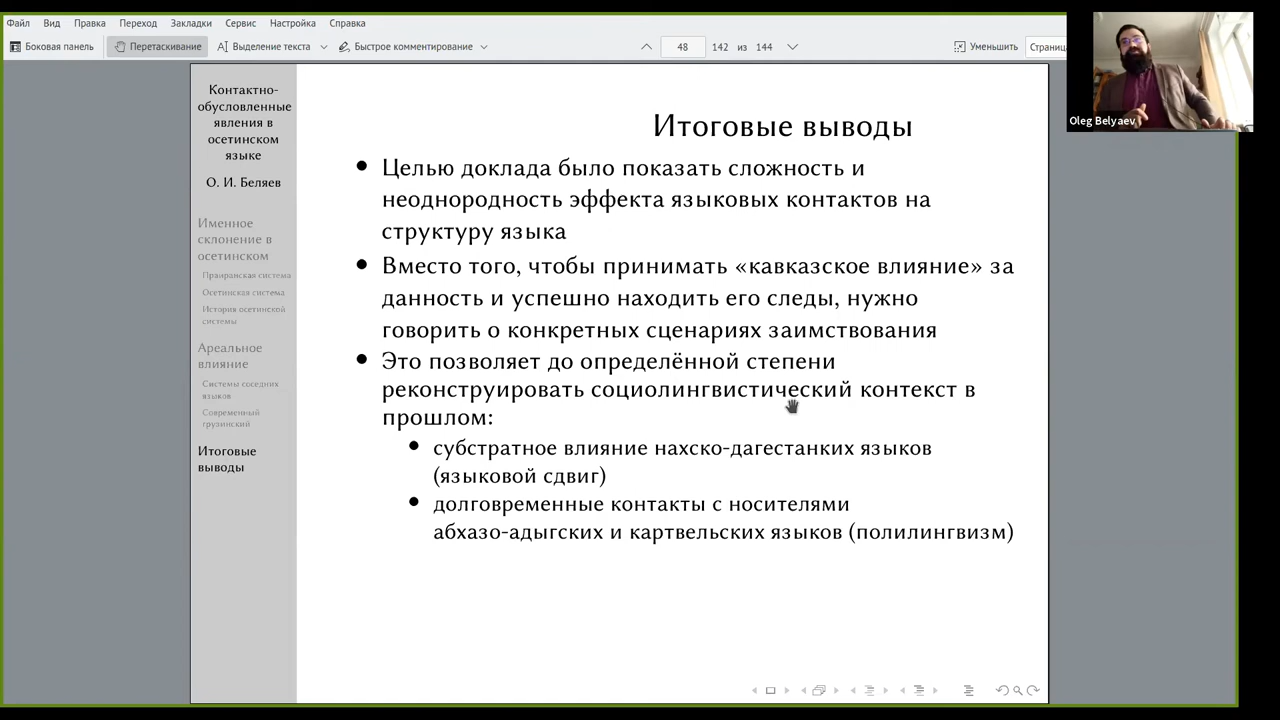 Файл Вид Правка Переход Закладки Сервис Настройка Справка
Боковая панель Перетаскивание Выделение текста Быстрое комментирование 48 142 из 144 Уменьшить Страниц
Oleg Belyaev
Контактно-
обусловленные
явления в
осетинском
языке
О. И. Беляев
Именное
склонение в
осетинском
Праиранская система
Осетинская система
История осетинской
системы
Ареальное
влияние
Системы соседних
языков
Современный
грузинский
Итоговые
выводы
Итоговые выводы
Целью доклада было показать сложность и
неоднородность эффекта языковых контактов на
структуру языка
Вместо того, чтобы принимать «кавказское влияние» за
данность и успешно находить его следы, нужно
говорить о конкретных сценариях заимствования
Это позволяет до определённой степени
реконструировать социолингвистический контекст в
прошлом:
субстратное влияние нахско-дагестанких языков
(языковой сдвиг)
долговременные контакты с носителями
абхазо-адыгских и картвельских языков (полилингвизм)